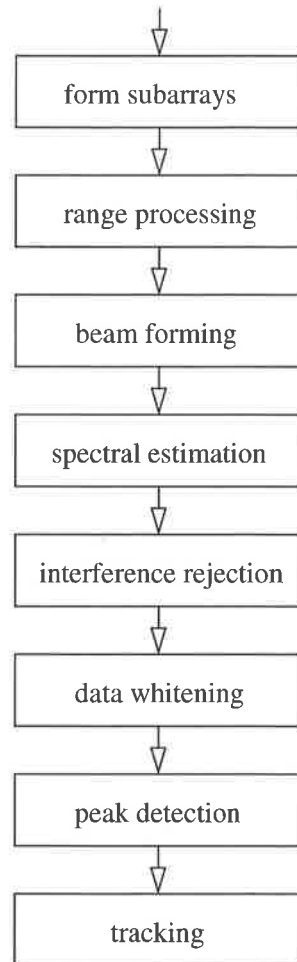 form subarrays
range processing
beam forming
spectral estimation
interference rejection
data whitening
peak detection
tracking